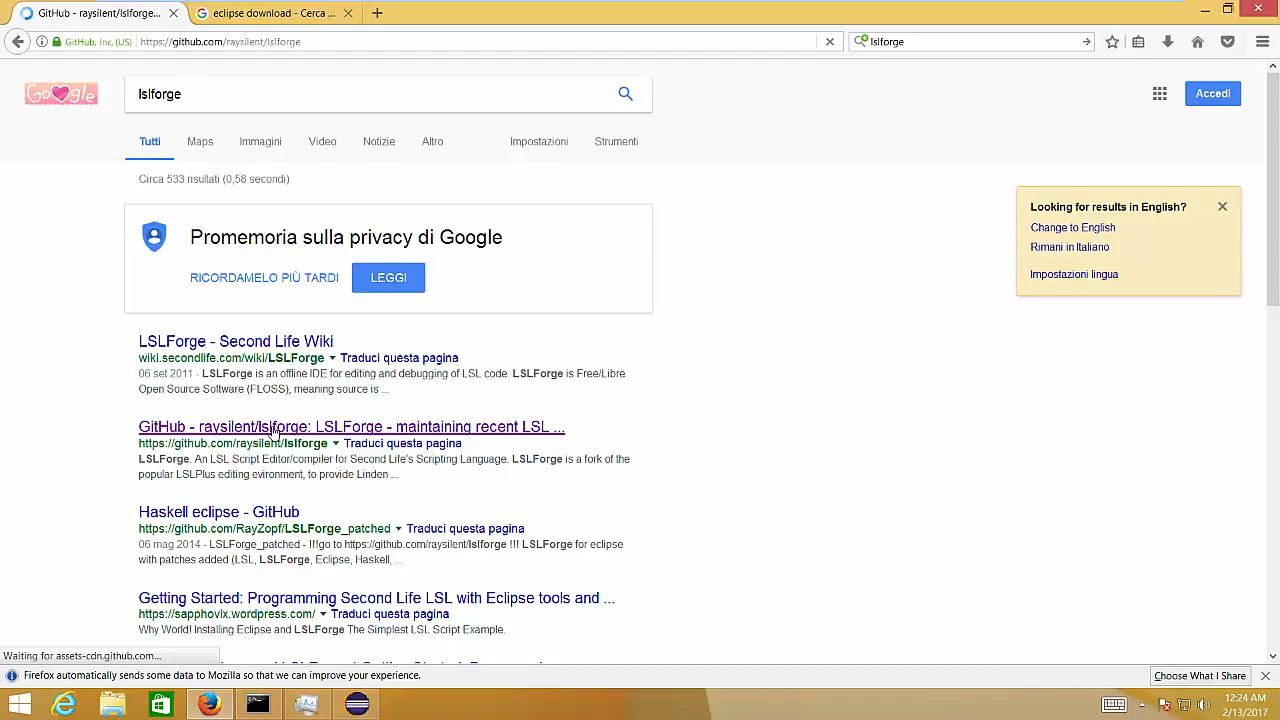 GitHub - raysilent/lslforge...
eclipse download - Cerca ...
GitHub, Inc. (US)
https://github.com/raysilent/lslforge
lslforge
lslforge
Accedi
Tutti
Maps
Immagini
Video
Notizie
Altro
Impostazioni
Strumenti
Circa 533 risultati (0,58 secondi)
Promemoria sulla privacy di Google
RICORDAMELO PIÙ TARDI
LEGGI
Looking for results in English?
Change to English
Rimani in Italiano
Impostazioni lingua
LSLForge - Second Life Wiki
wiki.secondlife.com/wiki/LSLForge Traduci questa pagina
06 set 2011 - LSLForge is an offline IDE for editing and debugging of LSL code. LSLForge is Free/Libre
Open Source Software (FLOSS), meaning source is ...
GitHub - raysilent/lslforge: LSLForge - maintaining recent LSL ...
https://github.com/raysilent/lslforge Traduci questa pagina
LSLForge. An LSL Script Editor/compiler for Second Life's Scripting Language. LSLForge is a fork of the
popular LSLPlus editing evironment, to provide Linden ...
Haskell eclipse - GitHub
https://github.com/RayZopf/LSLForge_patched Traduci questa pagina
06 mag 2014 - LSLForge_patched - !!!go to https://github.com/raysilent/lslforge !!! LSLForge for eclipse
with patches added (LSL, LSLForge, Eclipse, Haskell, ...
Getting Started: Programming Second Life LSL with Eclipse tools and ...
https://sapphovix.wordpress.com/ Traduci questa pagina
Why World! Installing Eclipse and LSLForge The Simplest LSL Script Example.
Waiting for assets-cdn.github.com...
Firefox automatically sends some data to Mozilla so that we can improve your experience.
Choose What I Share
12:24 AM
2/13/2017